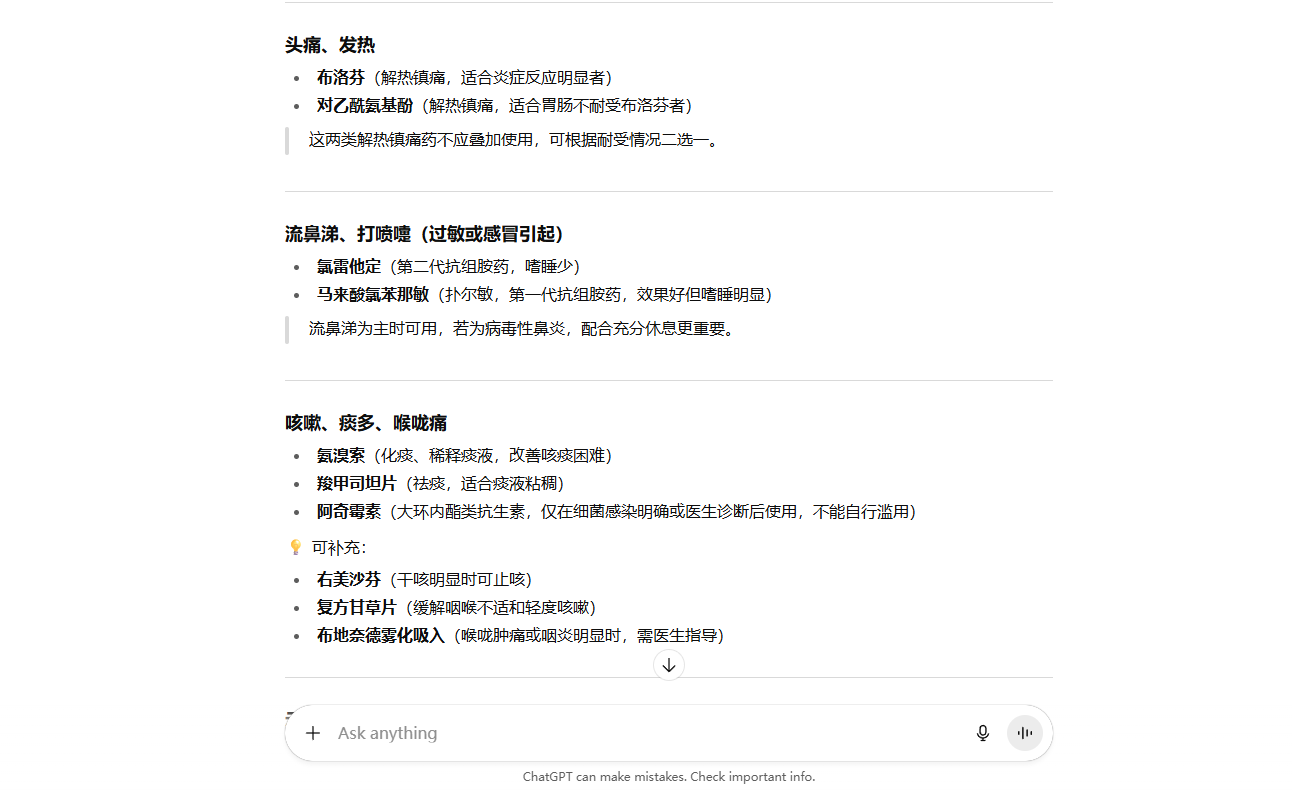 头痛、发热
布洛芬（解热镇痛，适合炎症反应明显者）
对乙酰氨基酚（解热镇痛，适合胃肠不耐受布洛芬者）
这两类解热镇痛药不应叠加使用，可根据耐受情况二选一。
流鼻涕、打喷嚏（过敏或感冒引起）
氯雷他定（第二代抗组胺药，嗜睡少）
马来酸氯苯那敏（扑尔敏，第一代抗组胺药，效果好但嗜睡明显）
流鼻涕为主时可用，若为病毒性鼻炎，配合充分休息更重要。
咳嗽、痰多、喉咙痛
氨溴索（化痰、稀释痰液，改善咳痰困难）
羧甲司坦片（祛痰，适合痰液粘稠）
阿奇霉素（大环内酯类抗生素，仅在细菌感染明确或医生诊断后使用，不能自行滥用）
💡 可补充：
右美沙芬（干咳明显时可止咳）
复方甘草片（缓解咽喉不适和轻度咳嗽）
布地奈德雾化吸入（喉咙肿痛或咽炎明显时，需医生指导）
Ask anything
ChatGPT can make mistakes. Check important info.